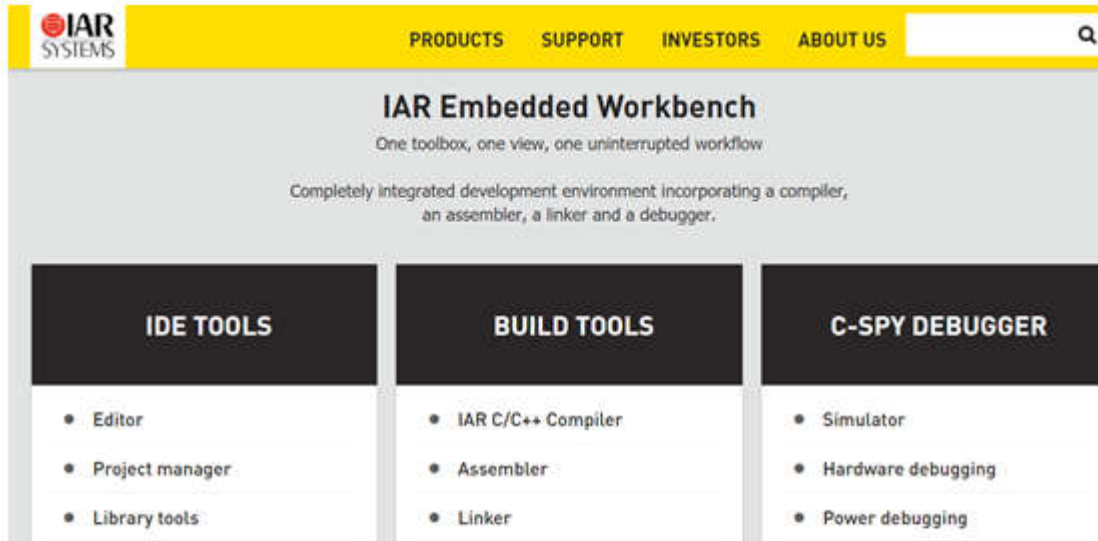 IAR
SYSTEMS
PRODUCTS SUPPORT INVESTORS ABOUT US
IAR Embedded Workbench
One toolbox, one view, one uninterrupted workflow
Completely integrated development environment incorporating a compiler,
an assembler, a linker and a debugger.
IDE TOOLS
Editor
Project manager
Library tools
BUILD TOOLS
IAR C/C++ Compiler
Assembler
Linker
C-SPY DEBUGGER
Simulator
Hardware debugging
Power debugging